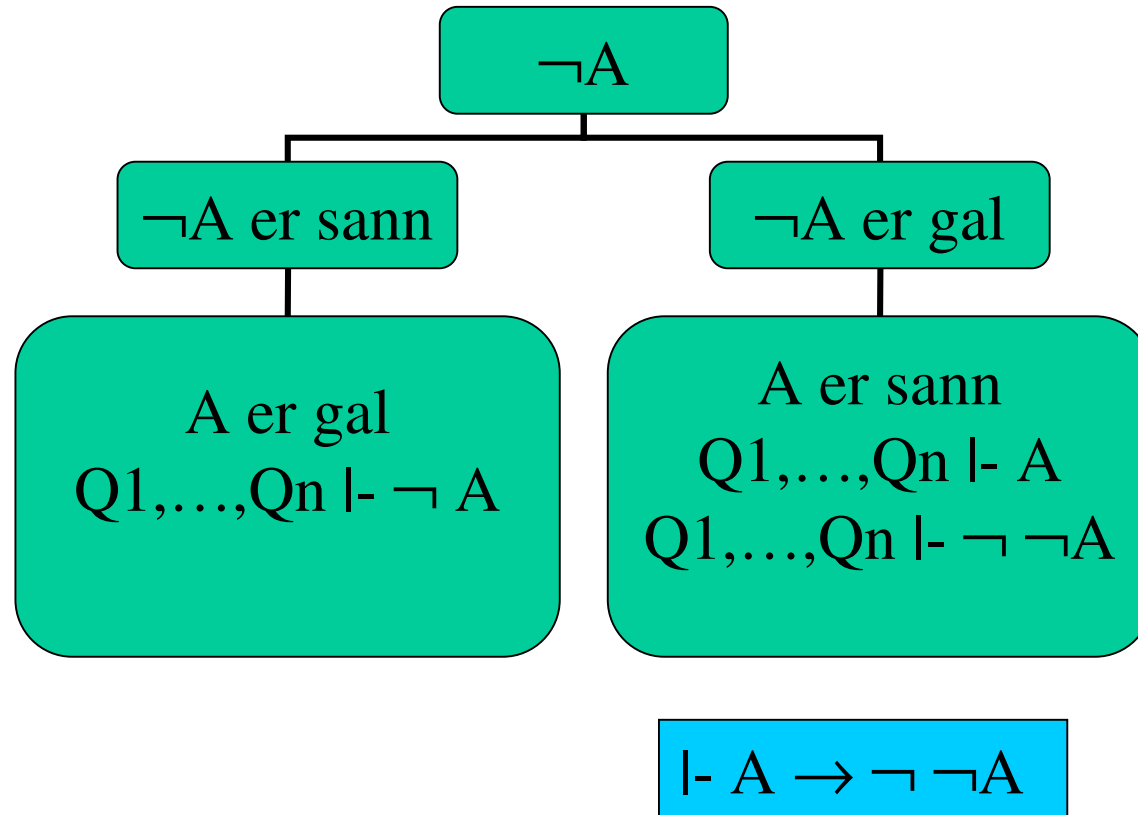 ¬A
¬A er sann
¬A er gal
A er gal
Q1,…,Qn |- ¬ A
A er sann
Q1,…,Qn |- A
Q1,…,Qn |- ¬ ¬A
|- A → ¬ ¬A